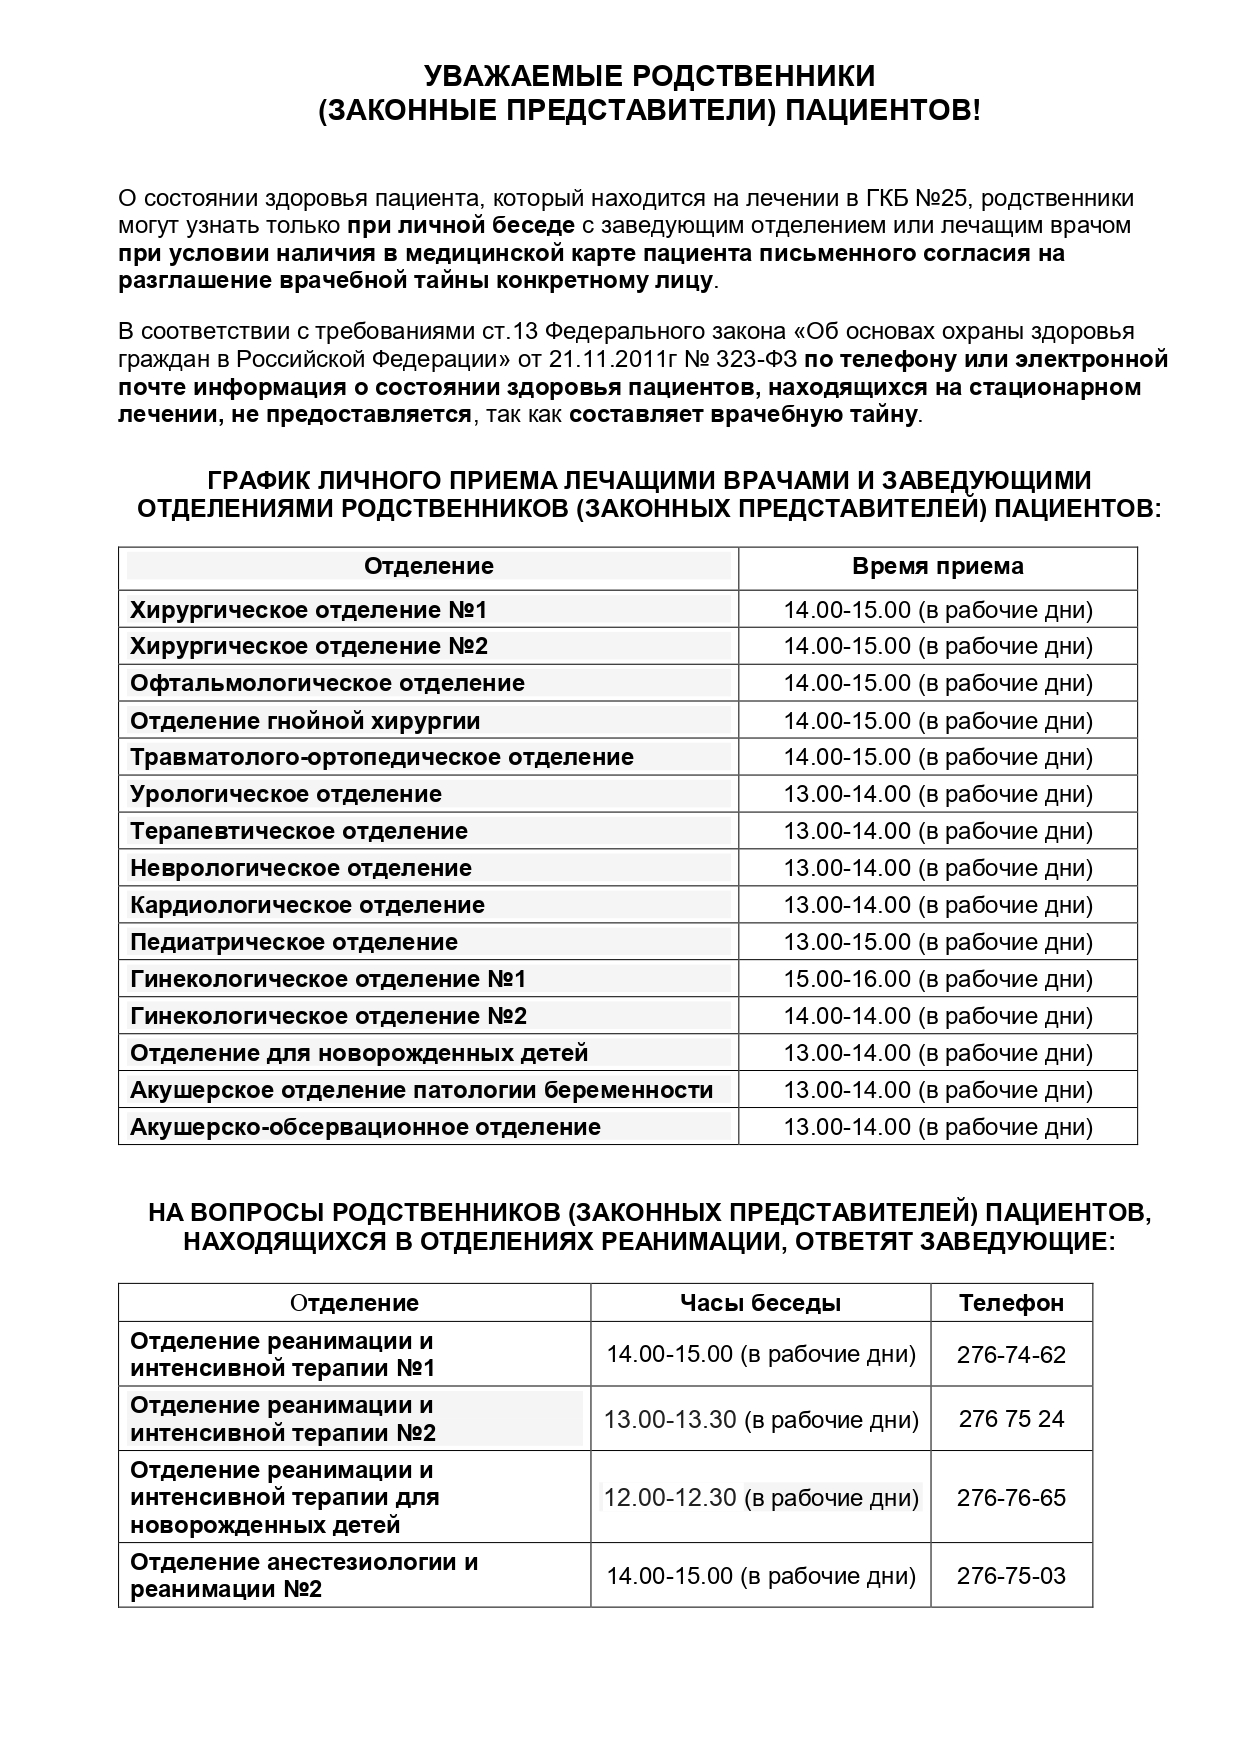 УВАЖАЕМЫЕ РОДСТВЕННИКИ
(ЗАКОННЫЕ ПРЕДСТАВИТЕЛИ) ПАЦИЕНТОВ!
О состоянии здоровья пациента, который находится на лечении в ГКБ №25, родственники
могут узнать только при личной беседе с заведующим отделением или лечащим врачом
при условии наличия в медицинской карте пациента письменного согласия на
разглашение врачебной тайны конкретному лицу.
В соответствии с требованиями ст.13 Федерального закона «Об основах охраны здоровья
граждан в Российской Федерации» от 21.11.2011г № 323-ФЗ по телефону или электронной
почте информация о состоянии здоровья пациентов, находящихся на стационарном
лечении, не предоставляется, так как составляет врачебную тайну.
ГРАФИК ЛИЧНОГО ПРИЕМА ЛЕЧАЩИМИ ВРАЧАМИ И ЗАВЕДУЮЩИМИ
ОТДЕЛЕНИЯМИ РОДСТВЕННИКОВ (ЗАКОННЫХ ПРЕДСТАВИТЕЛЕЙ) ПАЦИЕНТОВ:
Отделение Время приема
Хирургическое отделение №1 14.00-15.00 (в рабочие дни)
Хирургическое отделение №2 14.00-15.00 (в рабочие дни)
Офтальмологическое отделение 14.00-15.00 (в рабочие дни)
Отделение гнойной хирургии 14.00-15.00 (в рабочие дни)
Травматолого-ортопедическое отделение 14.00-15.00 (в рабочие дни)
Урологическое отделение 13.00-14.00 (в рабочие дни)
Терапевтическое отделение 13.00-14.00 (в рабочие дни)
Неврологическое отделение 13.00-14.00 (в рабочие дни)
Кардиологическое отделение 13.00-14.00 (в рабочие дни)
Педиатрическое отделение 13.00-15.00 (в рабочие дни)
Гинекологическое отделение №1 15.00-16.00 (в рабочие дни)
Гинекологическое отделение №2 14.00-14.00 (в рабочие дни)
Отделение для новорожденных детей 13.00-14.00 (в рабочие дни)
Акушерское отделение патологии беременности 13.00-14.00 (в рабочие дни)
Акушерско-обсервационное отделение 13.00-14.00 (в рабочие дни)
НА ВОПРОСЫ РОДСТВЕННИКОВ (ЗАКОННЫХ ПРЕДСТАВИТЕЛЕЙ) ПАЦИЕНТОВ,
НАХОДЯЩИХСЯ В ОТДЕЛЕНИЯХ РЕАНИМАЦИИ, ОТВЕТЯТ ЗАВЕДУЮЩИЕ:
Отделение Часы беседы Телефон
Отделение реанимации и
интенсивной терапии №1 14.00-15.00 (в рабочие дни) 276-74-62
Отделение реанимации и
интенсивной терапии №2 13.00-13.30 (в рабочие дни) 276 75 24
Отделение реанимации и
интенсивной терапии для 12.00-12.30 (в рабочие дни) 276-76-65
новорожденных детей
Отделение анестезиологии и
реанимации №2 14.00-15.00 (в рабочие дни) 276-75-03